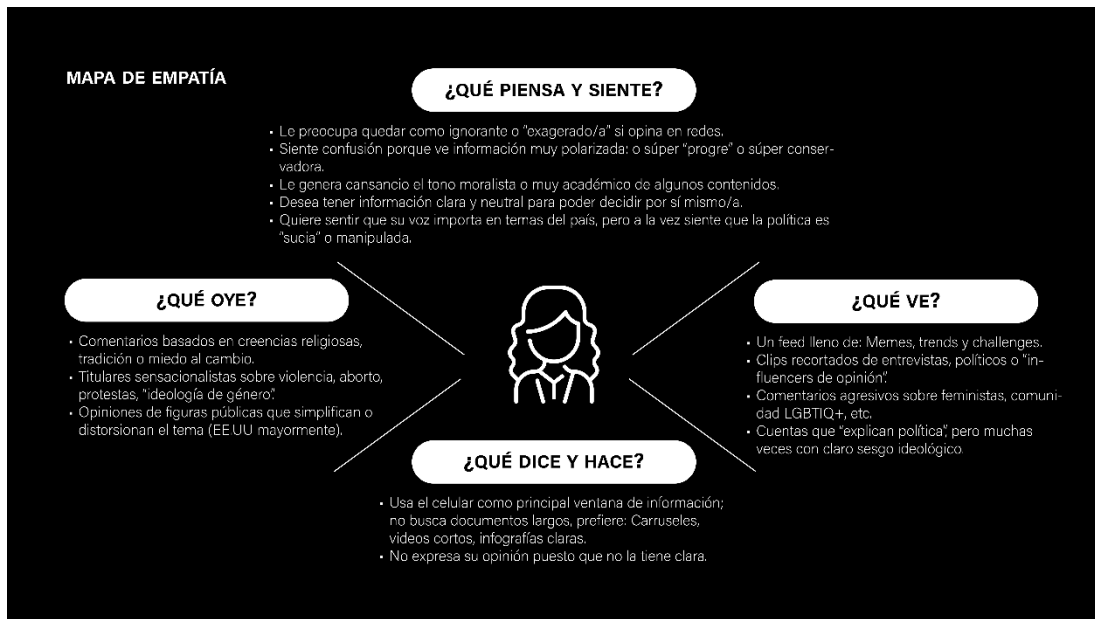 MAPA DE EMPATÍA
¿QUÉ PIENSA Y SIENTE?
• Le preocupa quedar como ignorante o "exagerado/a" si opina en redes.
• Siente confusión porque ve información muy polarizada: o súper "progre" o súper conser-
vadora.
• Le genera cansancio el tono moralista o muy académico de algunos contenidos.
• Desea tener información clara y neutral para poder decidir por sí mismo/a.
• Quiere sentir que su voz importa en temas del país, pero a la vez siente que la política es
"sucia" o manipulada.
¿QUÉ OYE?
• Comentarios basados en creencias religiosas,
tradición o miedo al cambio.
• Titulares sensacionalistas sobre violencia, aborto,
protestas, "ideología de género".
• Opiniones de figuras públicas que simplifican o
distorsionan el tema (EE.UU mayormente).
¿QUÉ VE?
• Un feed lleno de: Memes, trends y challenges.
• Clips recortados de entrevistas, políticos o "in-
fluencers de opinión".
• Comentarios agresivos sobre feministas, comuni-
dad LGBTIQ+, etc.
• Cuentas que "explican política", pero muchas
veces con claro sesgo ideológico.
¿QUÉ DICE Y HACE?
• Usa el celular como principal ventana de información;
no busca documentos largos, prefiere: Carruseles,
videos cortos, infografías claras.
• No expresa su opinión puesto que no la tiene clara.